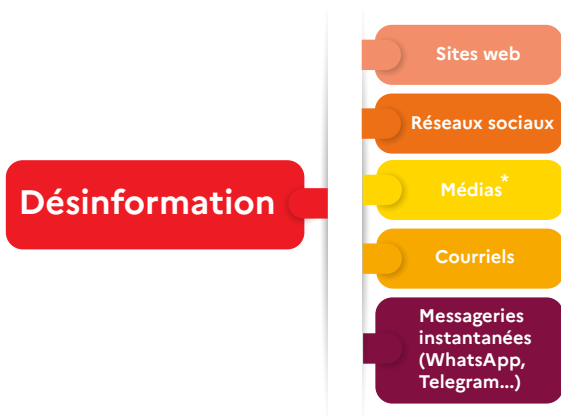 Sites web
Réseaux sociaux
Médias*
Désinformation
Courriels
Messageries
instantanées
(WhatsApp,
Telegram...)